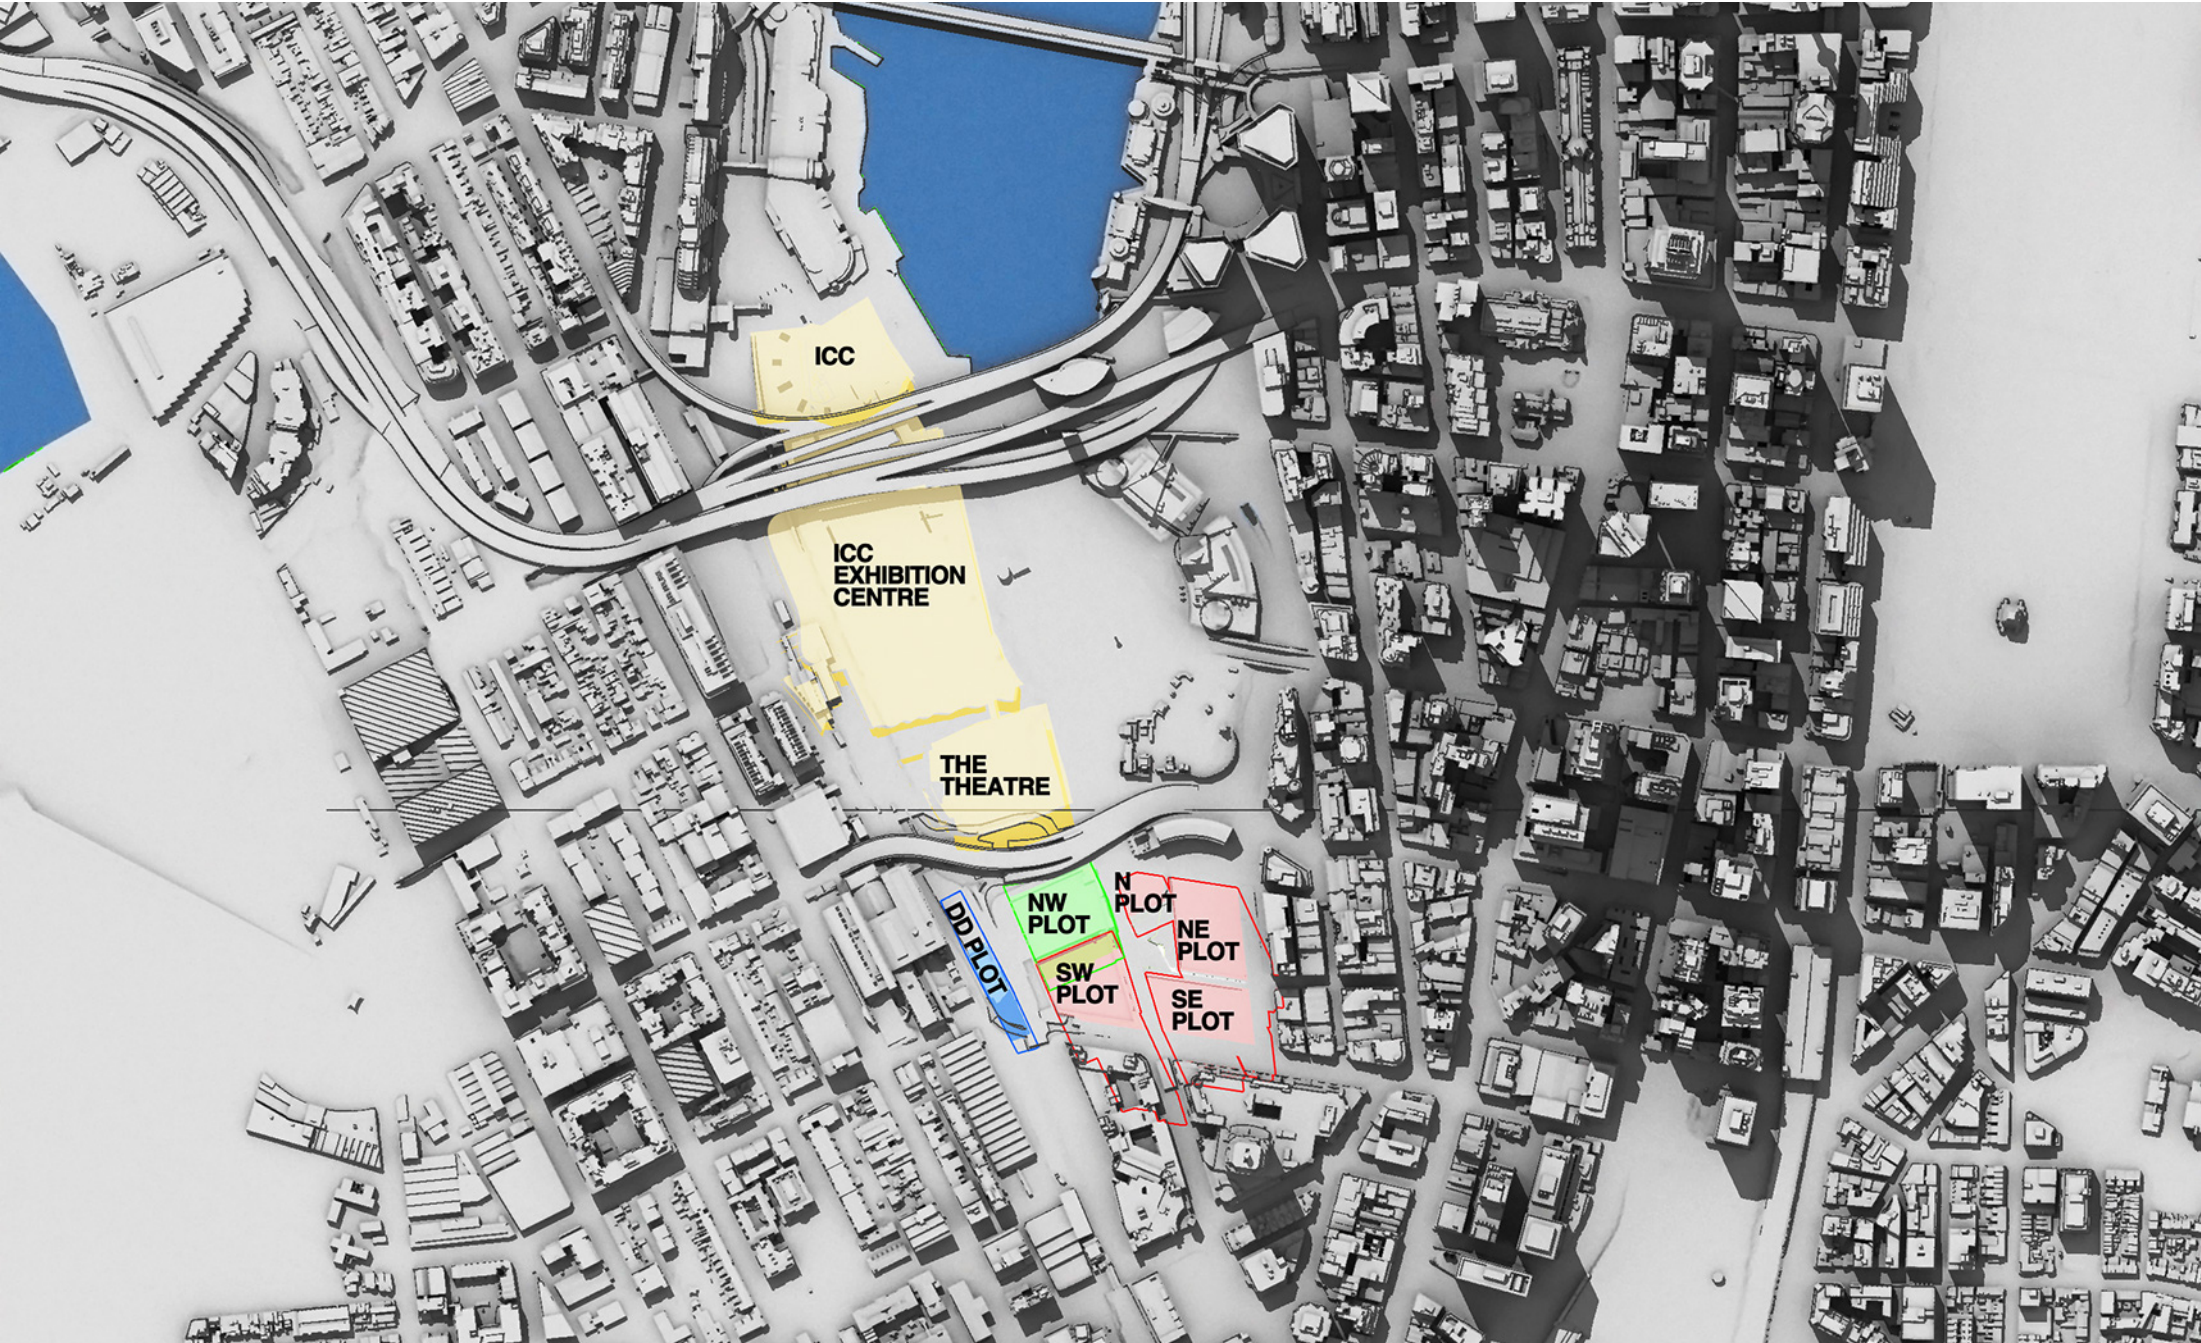 ICC
ICC
EXHIBITION
CENTRE
THE
THEATRE
DD PLOT
NW
PLOT
N
PLOT
NE
PLOT
SW
PLOT
SE
PLOT